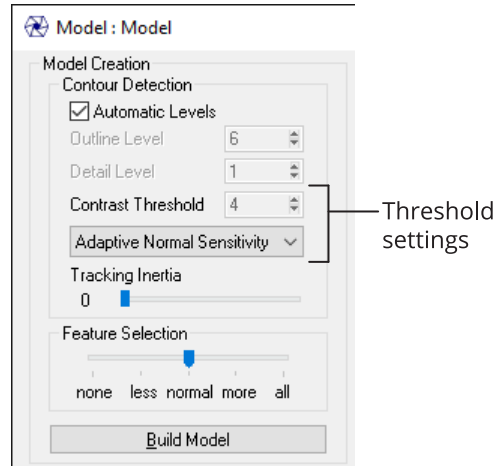 Model : Model
Model Creation
Contour Detection
Automatic Levels
Outline Level 6
Detail Level 1
Contrast Threshold 4
Adaptive Normal Sensitivity
Threshold
settings
Tracking Inertia
0
Feature Selection
none less normal more all
Build Model